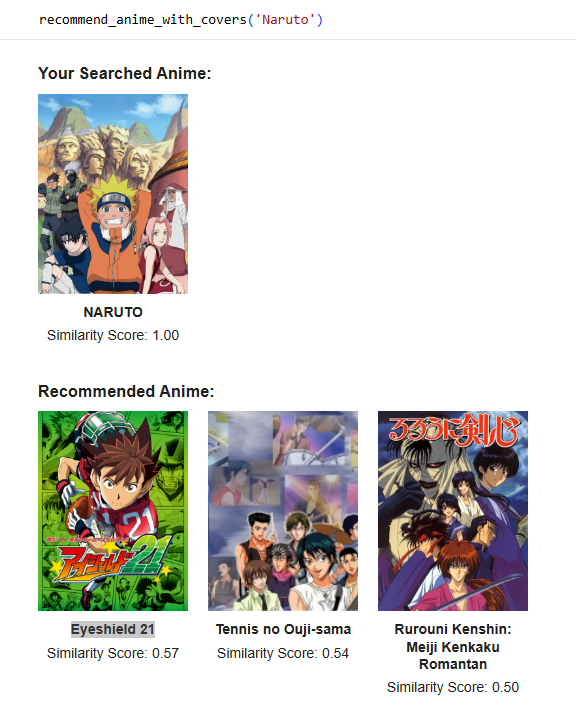 recommend_anime_with_covers('Naruto')
Your Searched Anime:
NARUTO
Similarity Score: 1.00
Recommended Anime:
アイシールド21
るろうに剣心
Eyeshield 21
Similarity Score: 0.57
Tennis no Ouji-sama
Similarity Score: 0.54
Rurouni Kenshin:
Meiji Kenkaku
Romantan
Similarity Score: 0.50